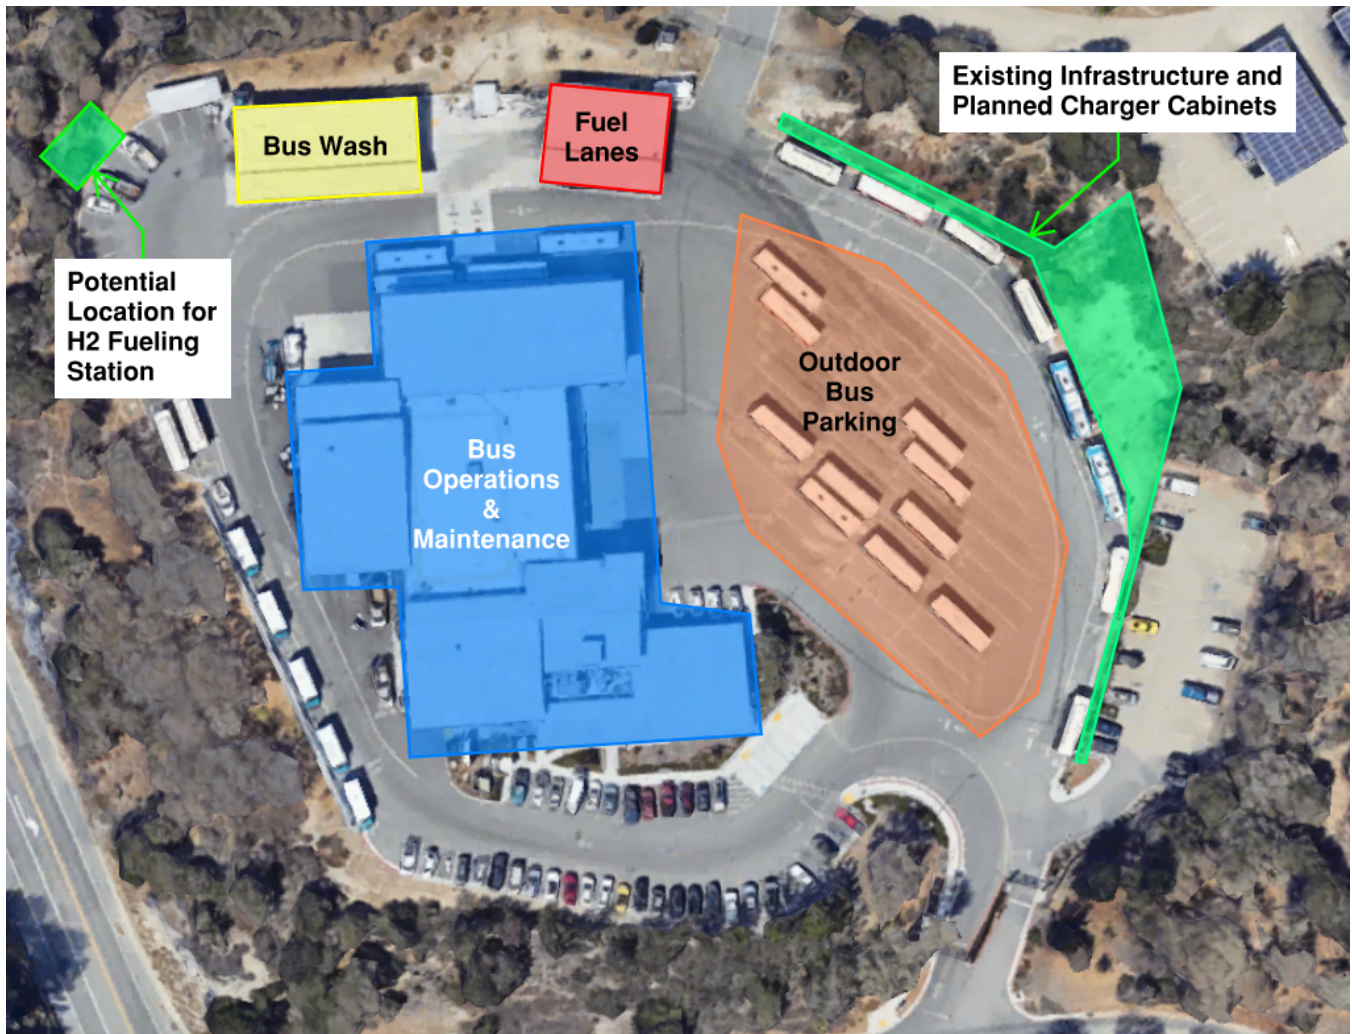 Existing Infrastructure and
Planned Charger Cabinets
Bus Wash
Fuel
Lanes
Potential
Location for
H2 Fueling
Station
Outdoor
Bus
Parking
Bus
Operations
&
Maintenance